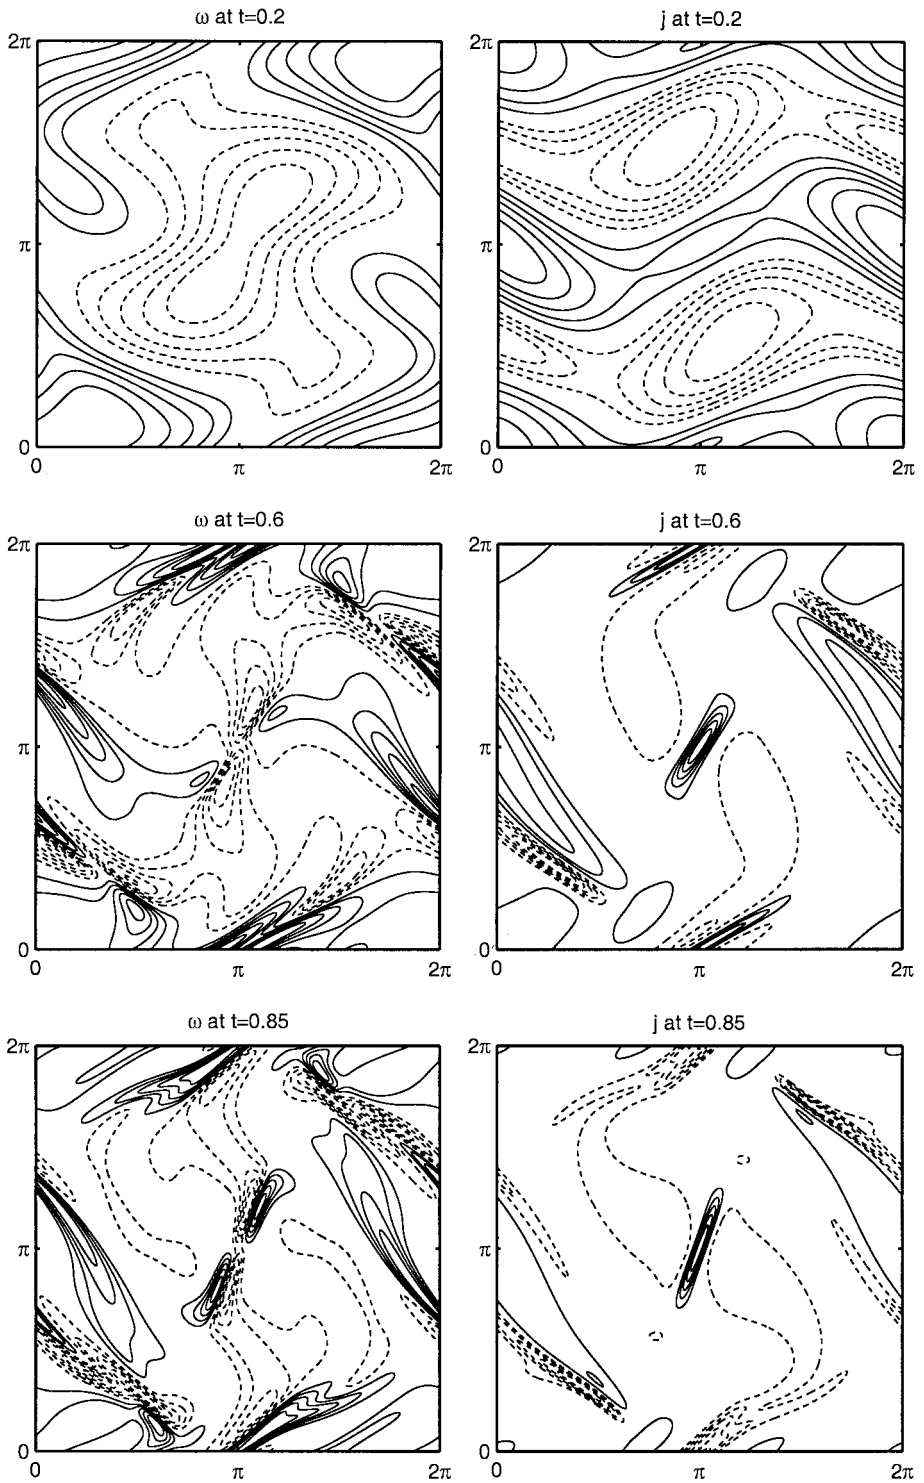 ω at t=0.2
j at t=0.2
2π
π
0
0
π
2π
2π
π
0
0
π
2π
ω at t=0.6
j at t=0.6
2π
π
0
0
π
2π
2π
π
0
0
π
2π
ω at t=0.85
j at t=0.85
2π
π
0
0
π
2π
2π
π
0
0
π
2π